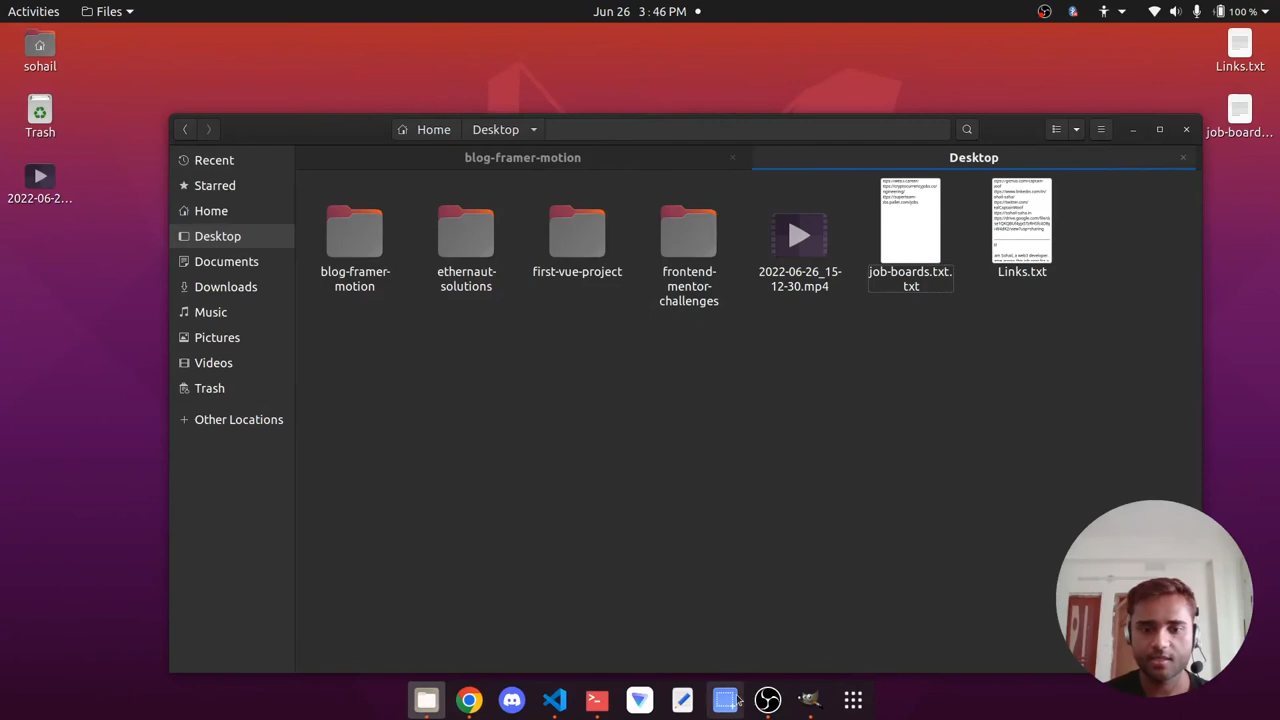 Activities Files Jun 26 3:46 PM 100 %
sohail
Trash
2022-06-2...
Links.txt
job-board...
Home Desktop
blog-framer-motion Desktop
Recent
Starred
Home
Desktop
Documents
Downloads
Music
Pictures
Videos
Trash
Other Locations
blog-framer-
motion
ethernaut-
solutions
first-vue-project
frontend-
mentor-
challenges
2022-06-26_15-
12-30.mp4
job-boards.txt.
txt
Links.txt